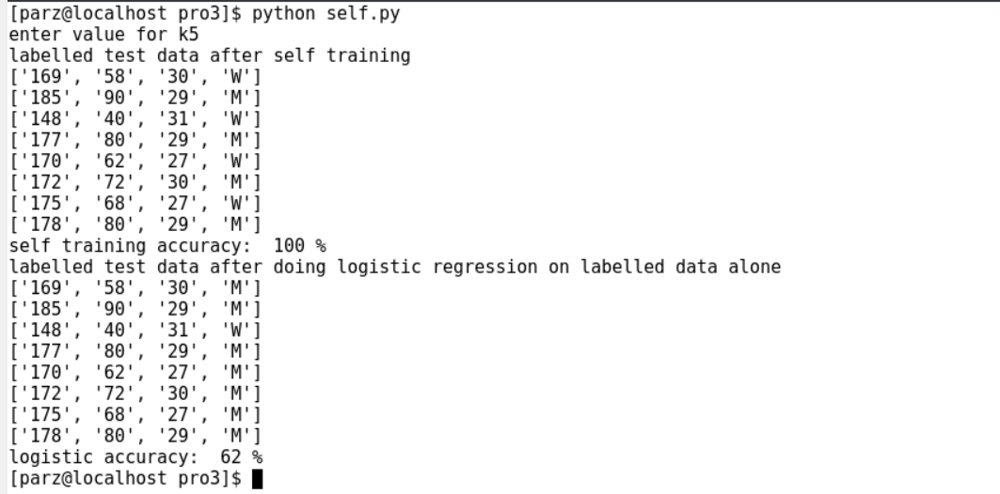 [parz@localhost pro3]$ python self.py
enter value for k5
labelled test data after self training
['169', '58', '30', 'W']
['185', '90', '29', 'M']
['148', '40', '31', 'W']
['177', '80', '29', 'M']
['170', '62', '27', 'W']
['172', '72', '30', 'M']
['175', '68', '27', 'W']
['178', '80', '29', 'M']
self training accuracy:  100 %
labelled test data after doing logistic regression on labelled data alone
['169', '58', '30', 'M']
['185', '90', '29', 'M']
['148', '40', '31', 'W']
['177', '80', '29', 'M']
['170', '62', '27', 'M']
['172', '72', '30', 'M']
['175', '68', '27', 'M']
['178', '80', '29', 'M']
logistic accuracy:  62 %
[parz@localhost pro3]$